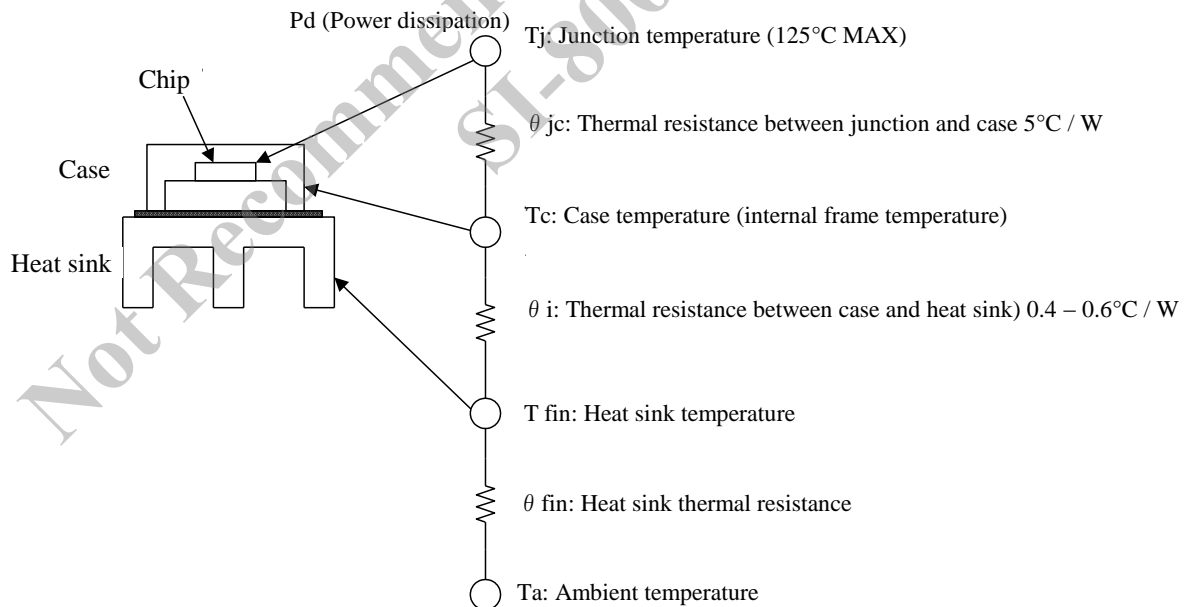 Pd (Power dissipation)
Tj: Junction temperature (125°C MAX)
Chip
θ jc: Thermal resistance between junction and case 5°C / W
Case
Tc: Case temperature (internal frame temperature)
Heat sink
θ i: Thermal resistance between case and heat sink) 0.4 – 0.6°C / W
T fin: Heat sink temperature
θ fin: Heat sink thermal resistance
Ta: Ambient temperature
Not